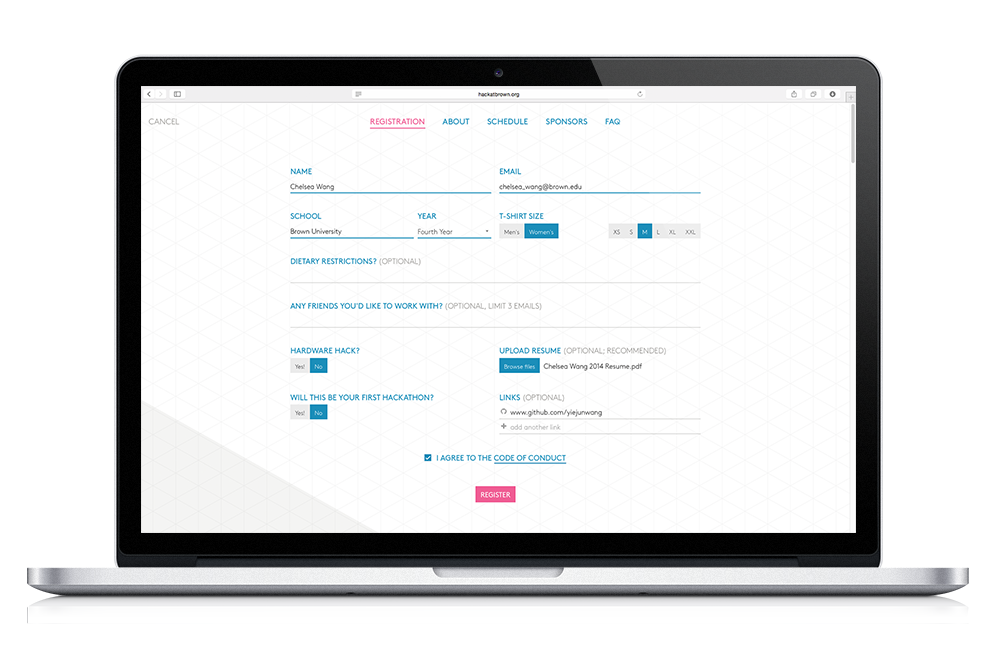 hackatbrown.org
CANCEL REGISTRATION ABOUT SCHEDULE SPONSORS FAQ
NAME EMAIL
Chelsea Wang chelsea_wang@brown.edu
SCHOOL YEAR T-SHIRT SIZE
Brown University Fourth Year Men's Women's XS S M L XL XXL
DIETARY RESTRICTIONS? (OPTIONAL)
ANY FRIENDS YOU'D LIKE TO WORK WITH? (OPTIONAL, LIMIT 3 EMAILS)
HARDWARE HACK? UPLOAD RESUME (OPTIONAL; RECOMMENDED)
Yes! No. Browse files Chelsea Wang 2014 Resume.pdf
WILL THIS BE YOUR FIRST HACKATHON? LINKS (OPTIONAL)
Yes! No. www.github.com/yiejunwang
add another link
I AGREE TO THE CODE OF CONDUCT
REGISTER